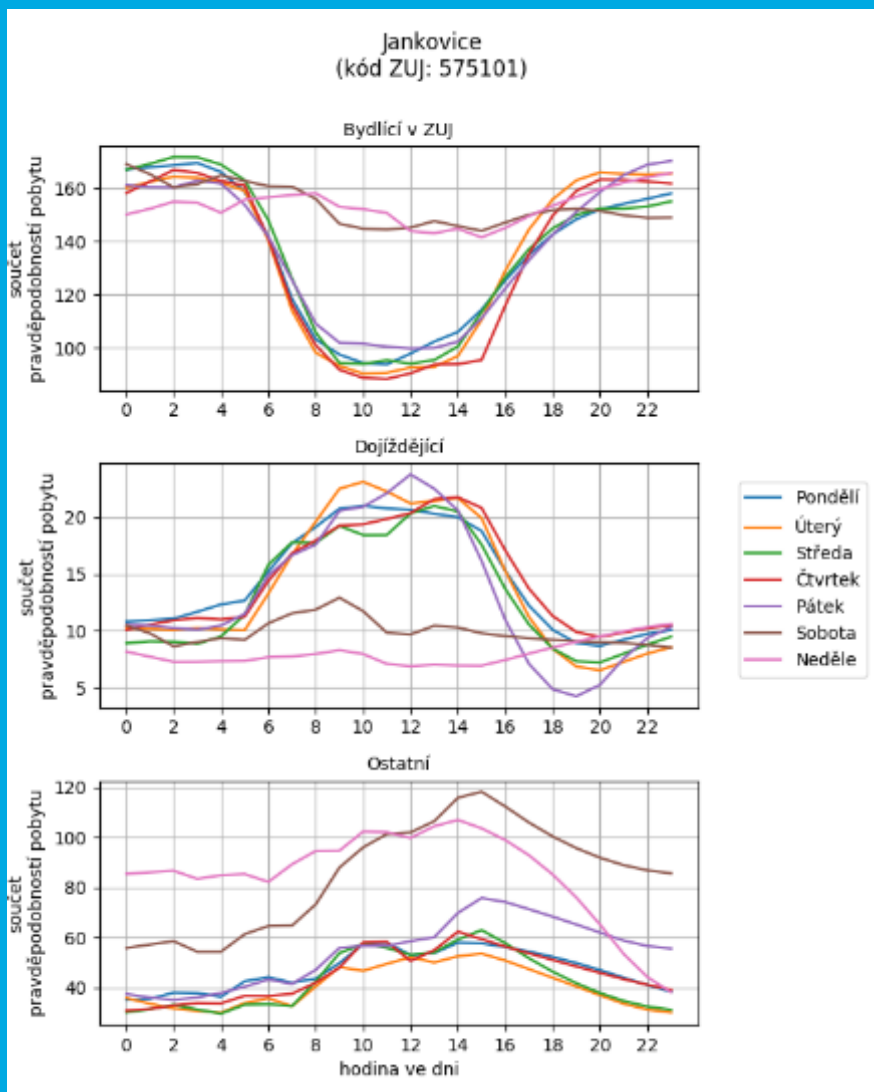 Jankovice
(kód ZUJ: 575101)
Bydlící v ZUJ
součet
pravděpodobností pobytu
160
140
120
100
0 2 4 6 8 10 12 14 16 18 20 22
Dojíždějící
součet
pravděpodobností pobytu
20
15
10
5
0 2 4 6 8 10 12 14 16 18 20 22
Pondělí
Úterý
Středa
Čtvrtek
Pátek
Sobota
Neděle
Ostatní
součet
pravděpodobností pobytu
120
100
80
60
40
0 2 4 6 8 10 12 14 16 18 20 22
hodina ve dni